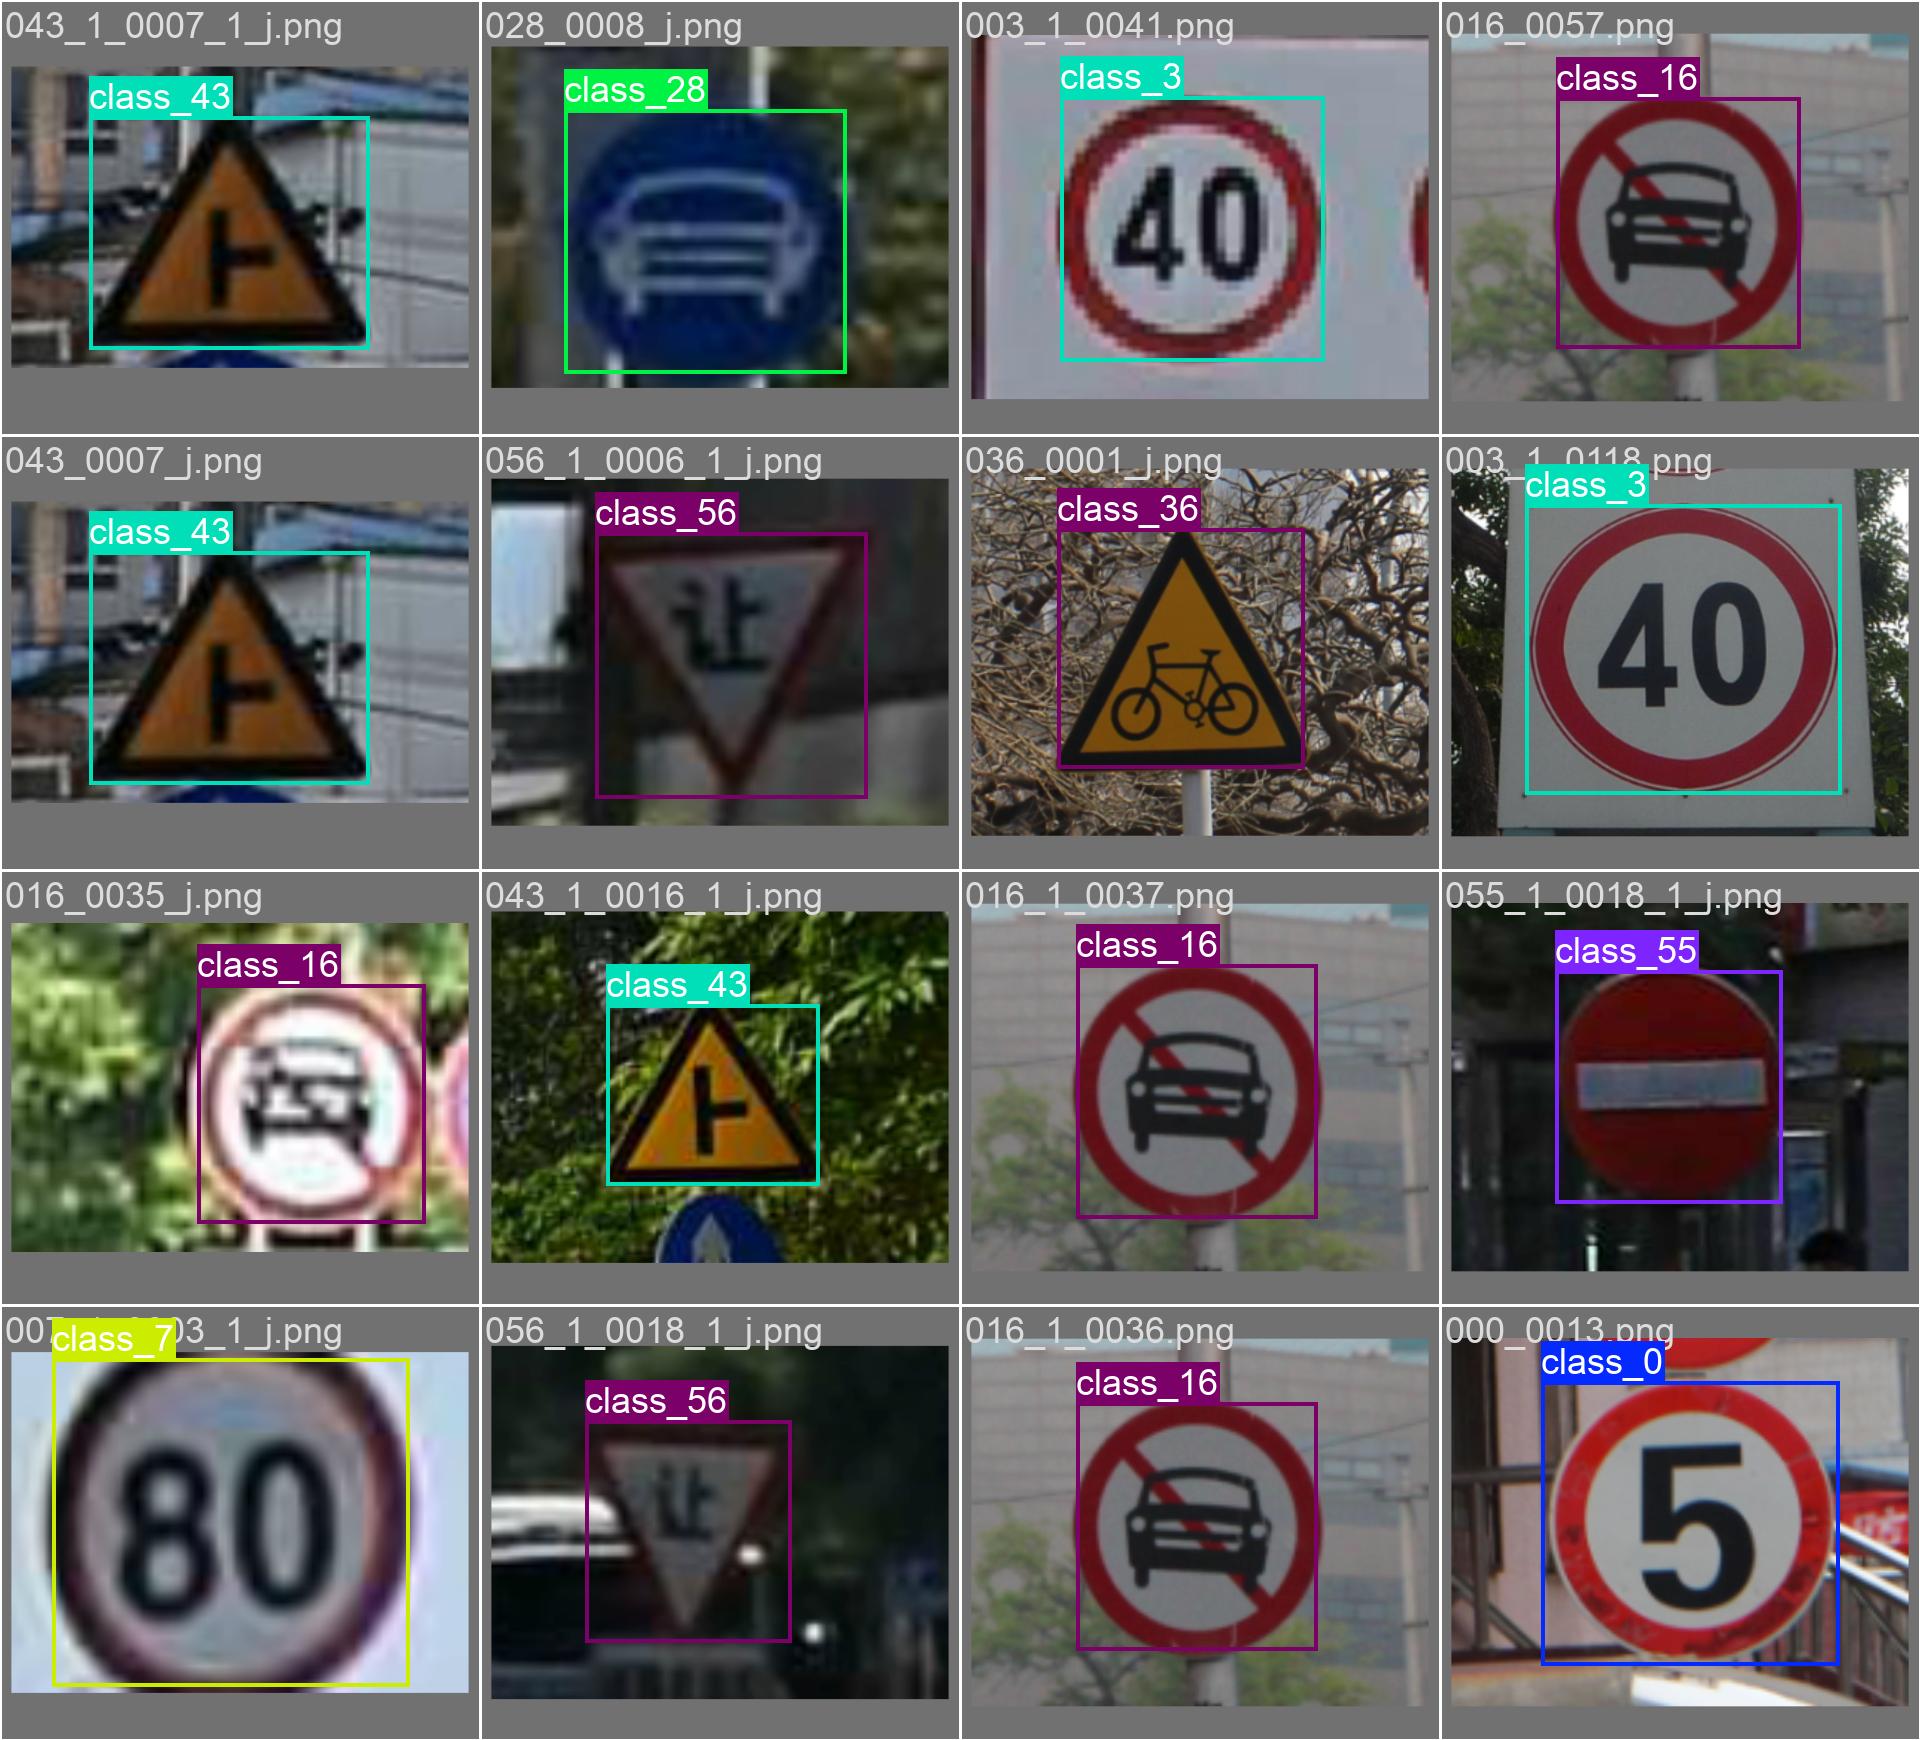 043_1_0007_1_j.png
class_43
028_0008_j.png
class_28
003_1_0041.png
class_3
40
016_0057.png
class_16
043_0007_j.png
class_43
056_1_0006_1_j.png
class_56
让
036_0001_j.png
class_36
003_1_0118.png
class_3
40
016_0035_j.png
class_16
043_1_0016_1_j.png
class_43
016_1_0037.png
class_16
055_1_0018_1_j.png
class_55
class_7
80
056_1_0018_1_j.png
class_56
让
016_1_0036.png
class_16
000_0013.png
class_0
5